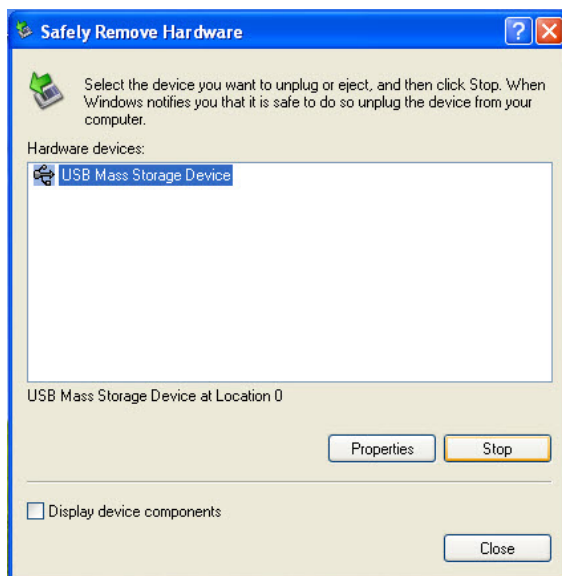 Safely Remove Hardware
Select the device you want to unplug or eject, and then click Stop. When
Windows notifies you that it is safe to do so unplug the device from your
computer.
Hardware devices:
USB Mass Storage Device
USB Mass Storage Device at Location 0
Properties
Stop
Display device components
Close